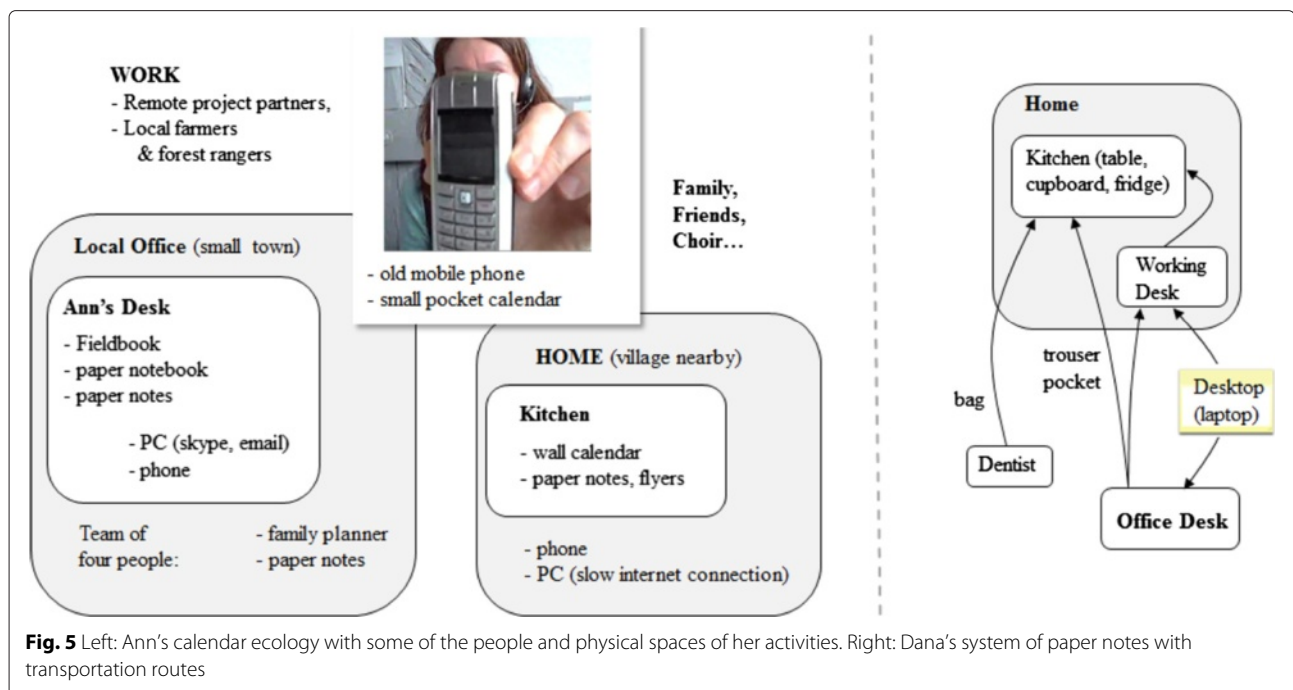 WORK
- Remote project partners,
- Local farmers
& forest rangers
Local Office (small town)
Ann's Desk
- Fieldbook
- paper notebook
- paper notes
- PC (skype, email)
- phone
Team of
four people:
- family planner
- paper notes
- old mobile phone
- small pocket calendar
Family,
Friends,
Choir...
HOME (village nearby)
Kitchen
- wall calendar
- paper notes, flyers
- phone
- PC (slow internet connection)
Home
Kitchen (table,
cupboard, fridge)
Working
Desk
trouser
pocket
bag
Desktop
(laptop)
Dentist
Office Desk
Fig. 5 Left: Ann's calendar ecology with some of the people and physical spaces of her activities. Right: Dana's system of paper notes with
transportation routes